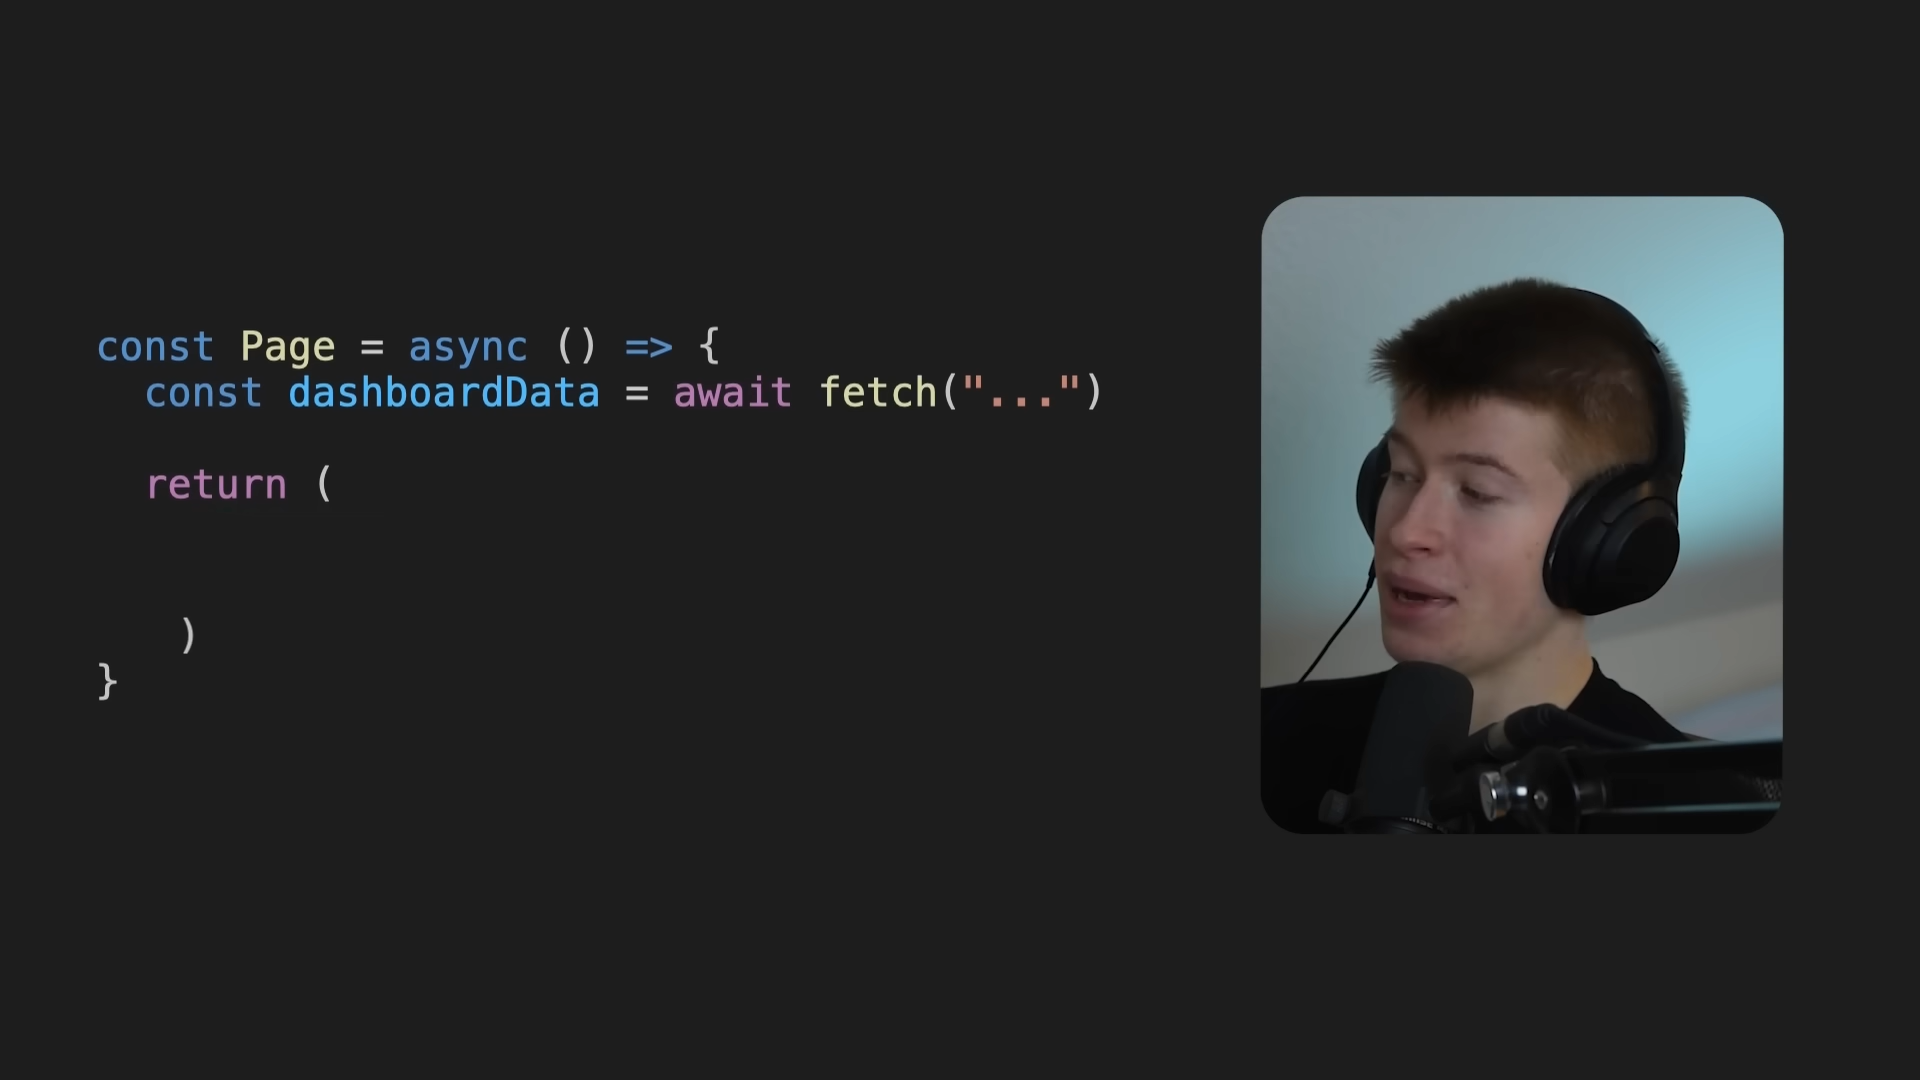 const Page = async () => {
const dashboardData = await fetch("...")
return (
)
}